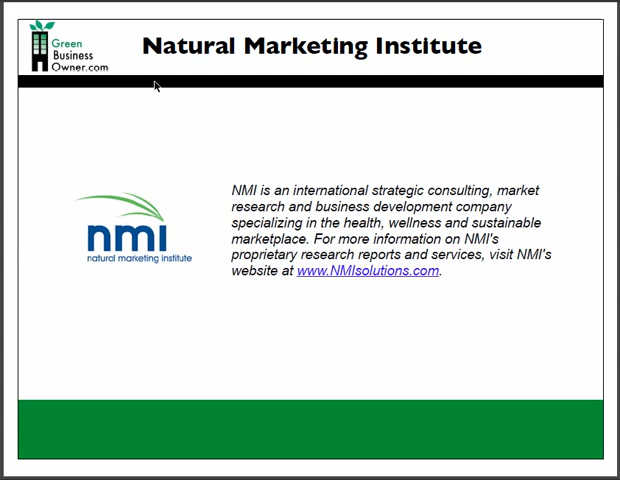 Green
Business
Owner.com
Natural Marketing Institute
nmi
natural marketing institute
NMI is an international strategic consulting, market
research and business development company
specializing in the health, wellness and sustainable
marketplace. For more information on NMI's
proprietary research reports and services, visit NMI's
website at www.NMIsolutions.com.